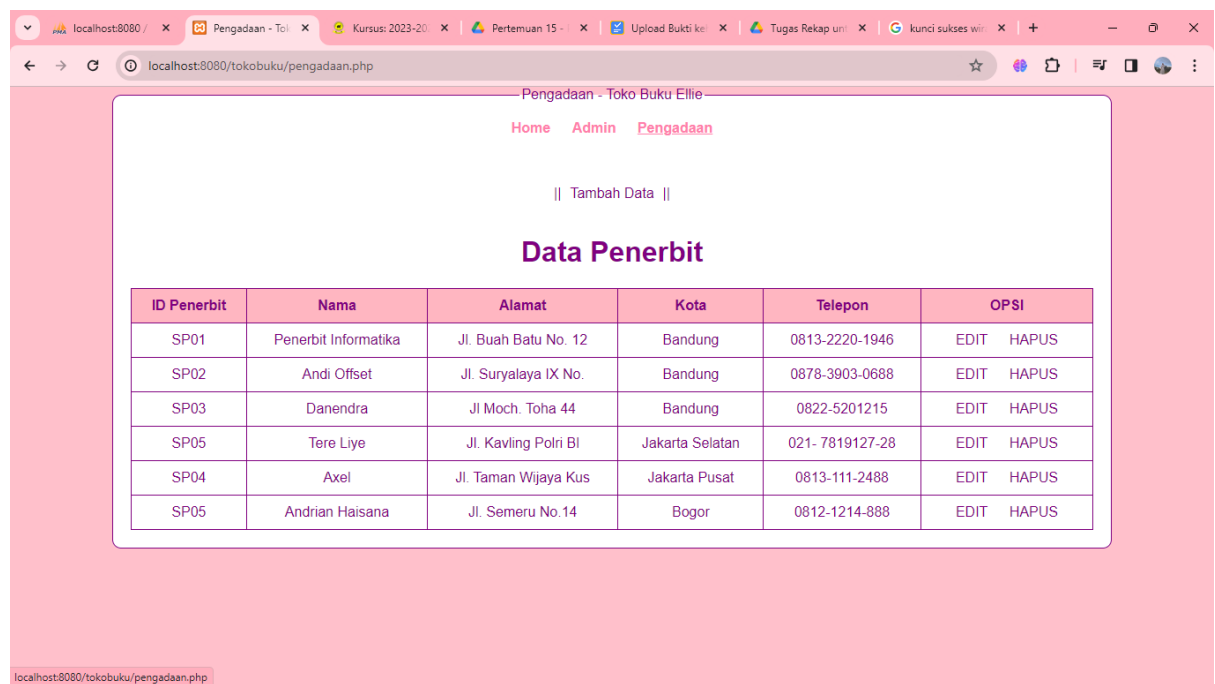 localhost:8080 /
Pengadaan - Tok
Kursus: 2023-20
Pertemuan 15 -
Upload Bukti ke
Tugas Rekap un
kunci sukses wir
localhost:8080/tokobuku/pengadaan.php
Pengadaan - Toko Buku Ellie
Home Admin Pengadaan
|| Tambah Data ||
Data Penerbit
ID Penerbit Nama Alamat Kota Telepon OPSI
SP01 Penerbit Informatika Jl. Buah Batu No. 12 Bandung 0813-2220-1946 EDIT HAPUS
SP02 Andi Offset Jl. Suryalaya IX No. Bandung 0878-3903-0688 EDIT HAPUS
SP03 Danendra Jl Moch. Toha 44 Bandung 0822-5201215 EDIT HAPUS
SP05 Tere Liye Jl. Kavling Polri Bl Jakarta Selatan 021- 7819127-28 EDIT HAPUS
SP04 Axel Jl. Taman Wijaya Kus Jakarta Pusat 0813-111-2488 EDIT HAPUS
SP05 Andrian Haisana Jl. Semeru No.14 Bogor 0812-1214-888 EDIT HAPUS
localhost:8080/tokobuku/pengadaan.php